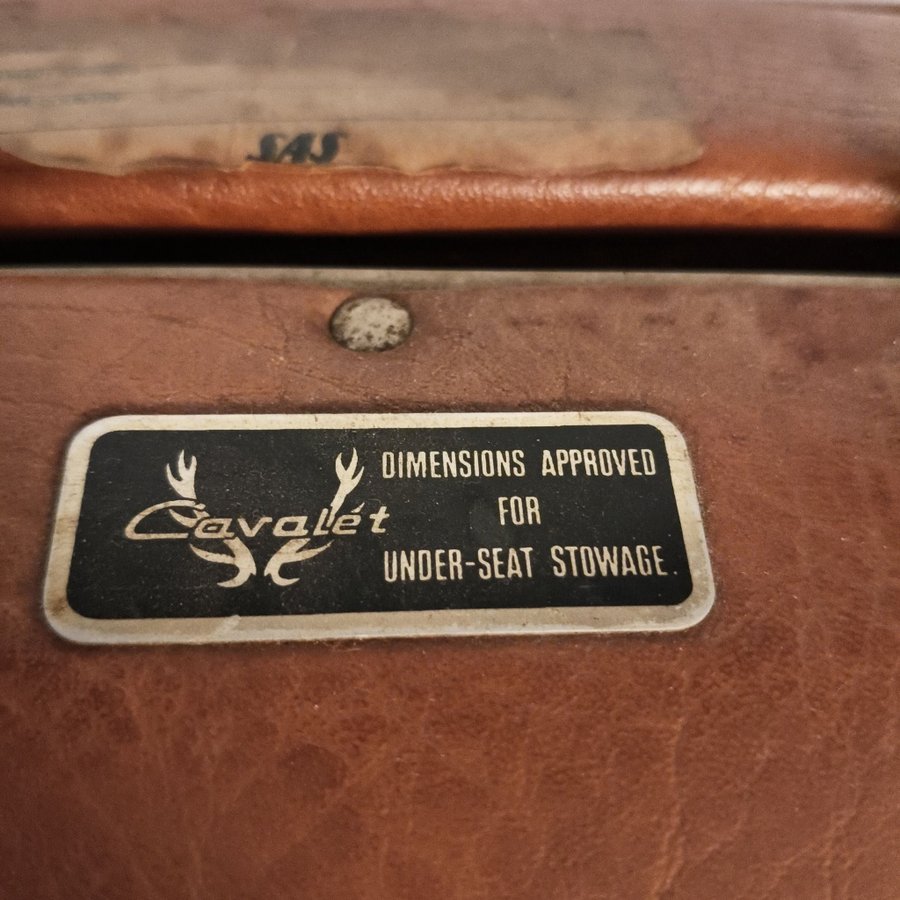 SAS
Cavalét
DIMENSIONS APPROVED
FOR
UNDER-SEAT STOWAGE.